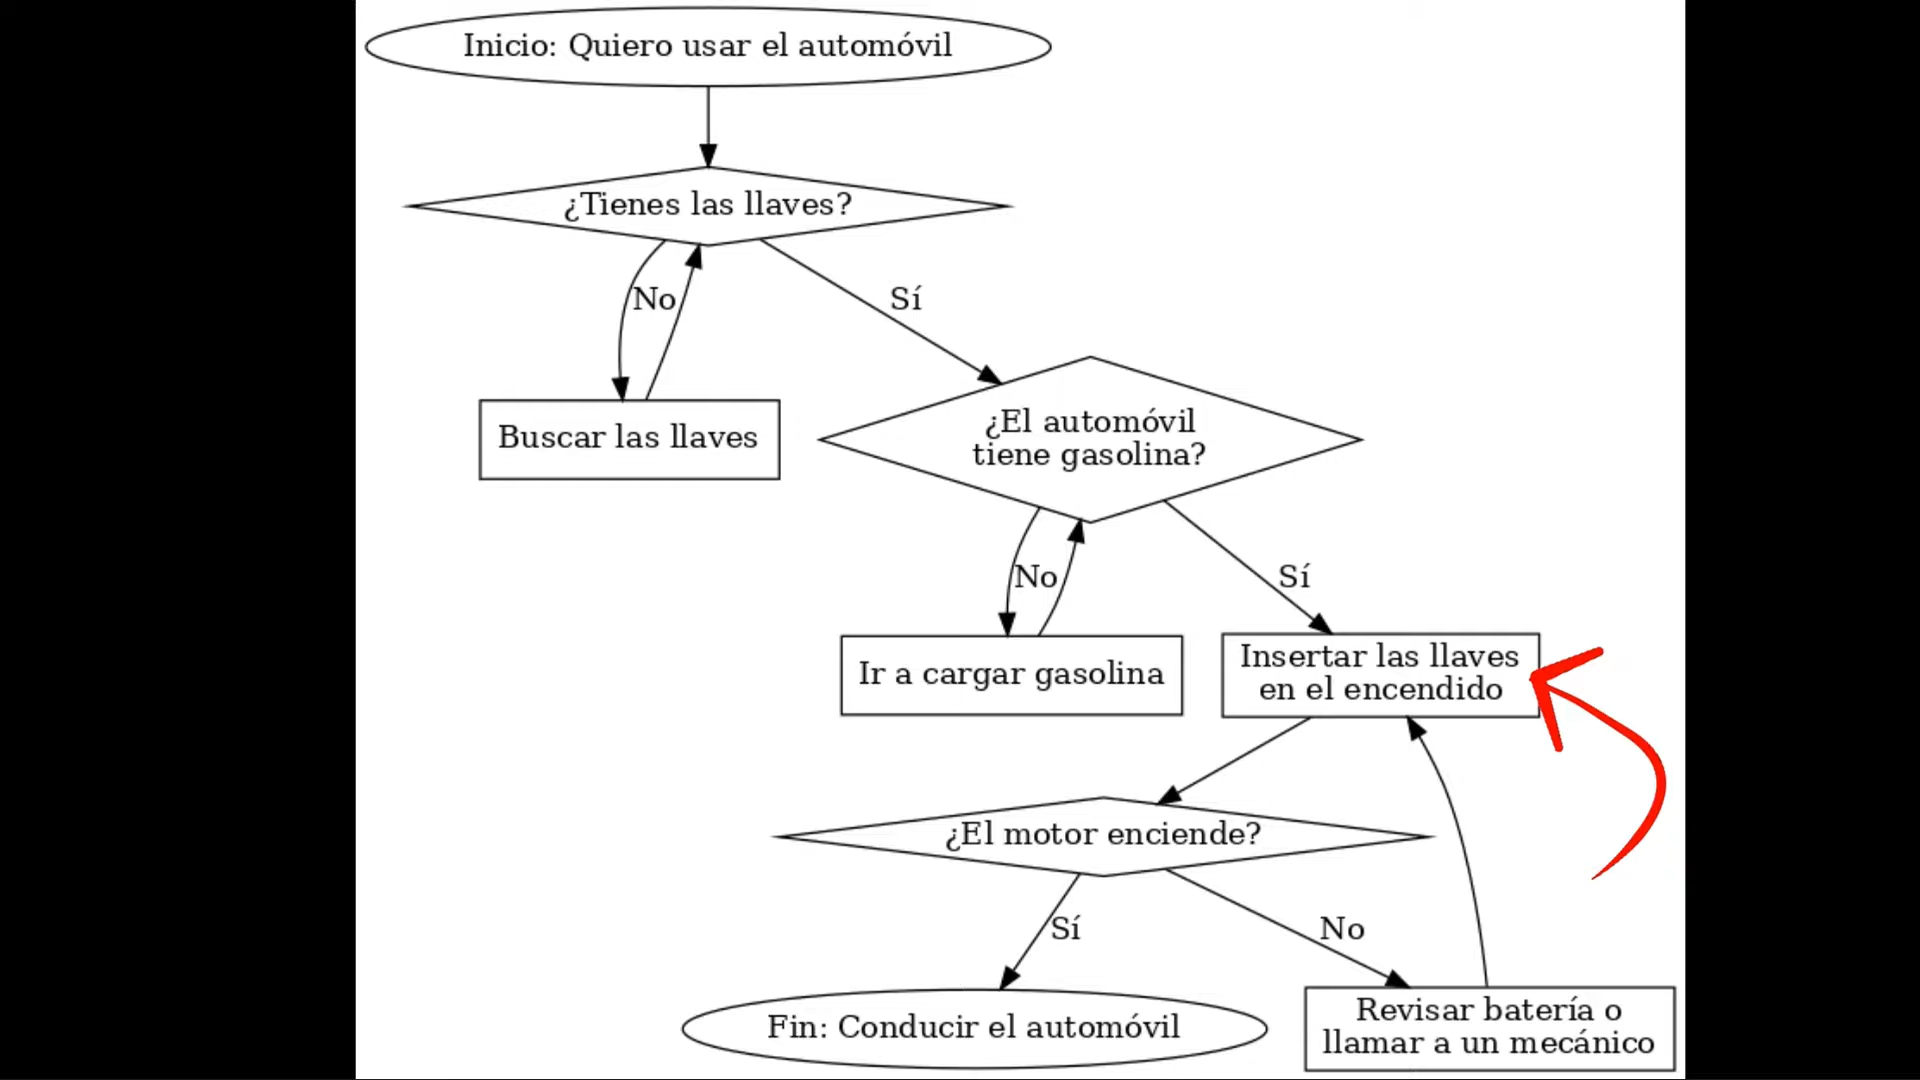 Inicio: Quiero usar el automóvil
¿Tienes las llaves?
No
Sí
¿El automóvil
tiene gasolina?
Buscar las llaves
No
Sí
Insertar las llaves
en el encendido
Ir a cargar gasolina
¿El motor enciende?
Sí
No
Fin: Conducir el automóvil
Revisar batería o
llamar a un mecánico